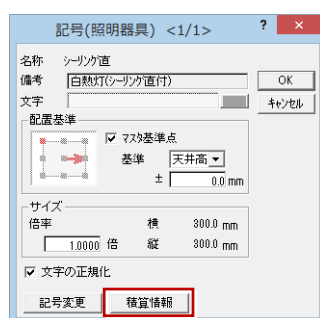 記号(照明器具) <1/1>
? ×
名称 シーリング直
備考 白熱灯(シーリング直付) OK
文字 キャンセル
配置基準
マスタ基準点
基準 天井高
± 0.0 mm
サイズ
倍率 横 300.0 mm
1.0000 倍 縦 300.0 mm
文字の正規化
記号変更 積算情報